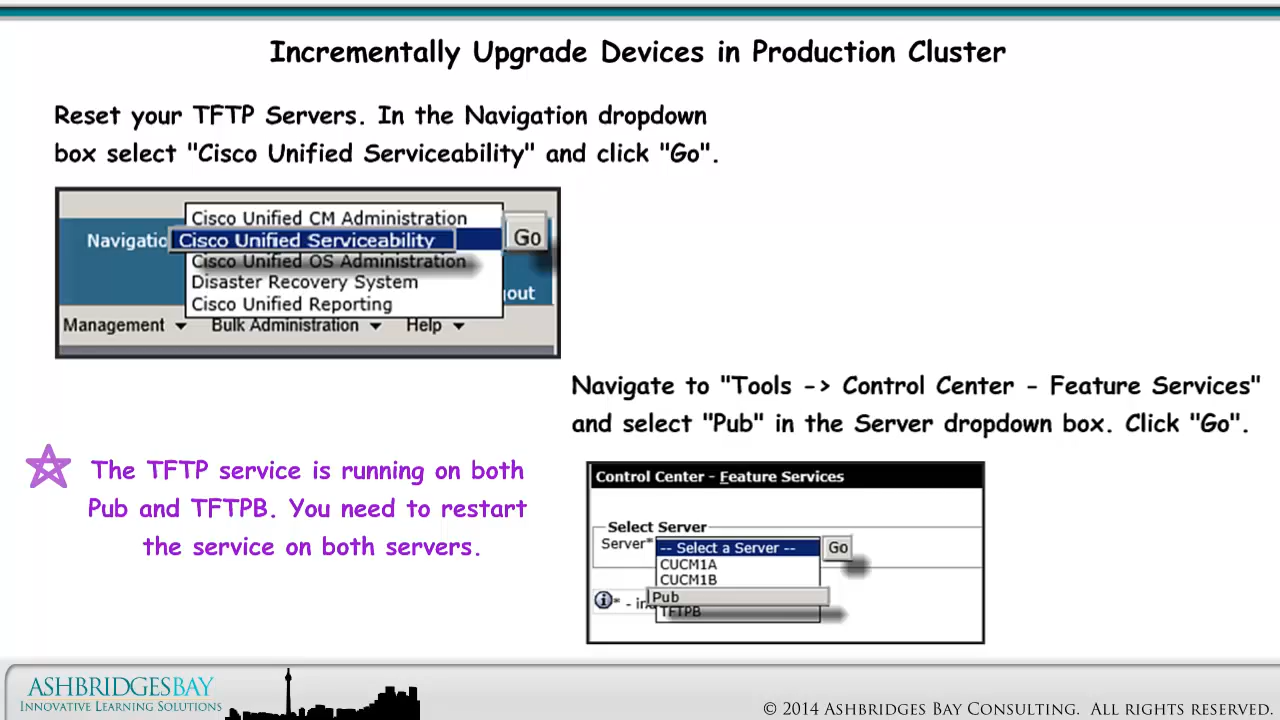 Incrementally Upgrade Devices in Production Cluster
Reset your TFTP Servers. In the Navigation dropdown
box select "Cisco Unified Serviceability" and click "Go".
Cisco Unified CM Administration
Navigatio Cisco Unified Serviceability Go
Cisco Unified OS Administration
Disaster Recovery System
gout
Cisco Unified Reporting
Management Bulk Administration Help
Navigate to "Tools -> Control Center - Feature Services"
and select "Pub" in the Server dropdown box. Click "Go".
The TFTP service is running on both
Pub and TFTPB. You need to restart
the service on both servers.
Control Center - Feature Services
Select Server
Server* -- Select a Server -- Go
CUCM1A
CUCM1B
Pub
* - in
TFTPB
ASHBRIDGESBAY
INNOVATIVE LEARNING SOLUTIONS
© 2014 ASHBRIDGES BAY CONSULTING. ALL RIGHTS RESERVED.